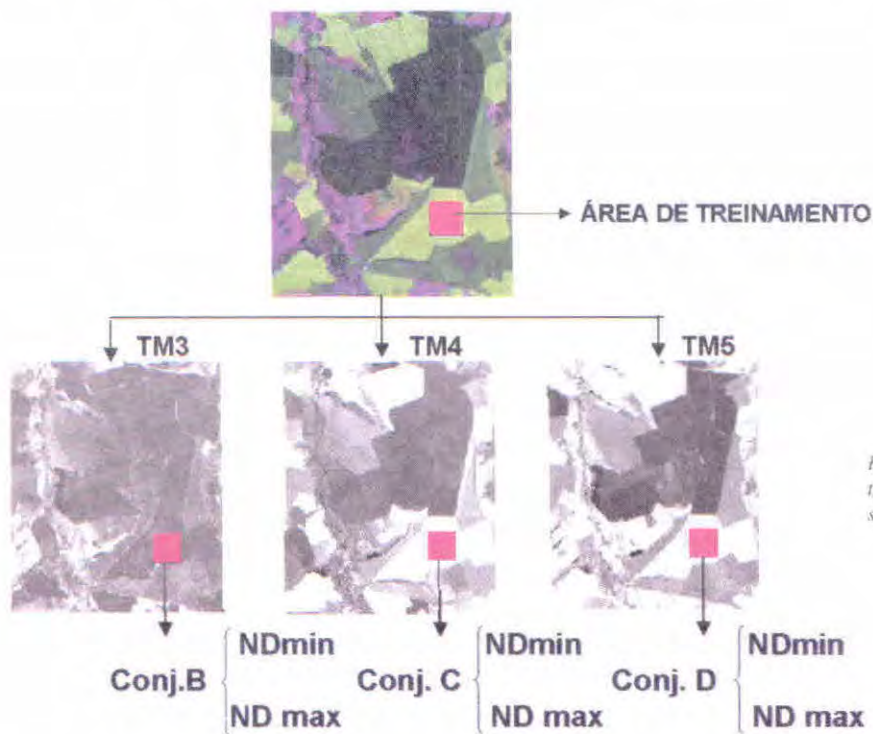 ÁREA DE TREINAMENTO
TM3 TM4 TM5
NDmin NDmin NDmin
Conj.B Conj. C Conj. D
ND max ND max ND max